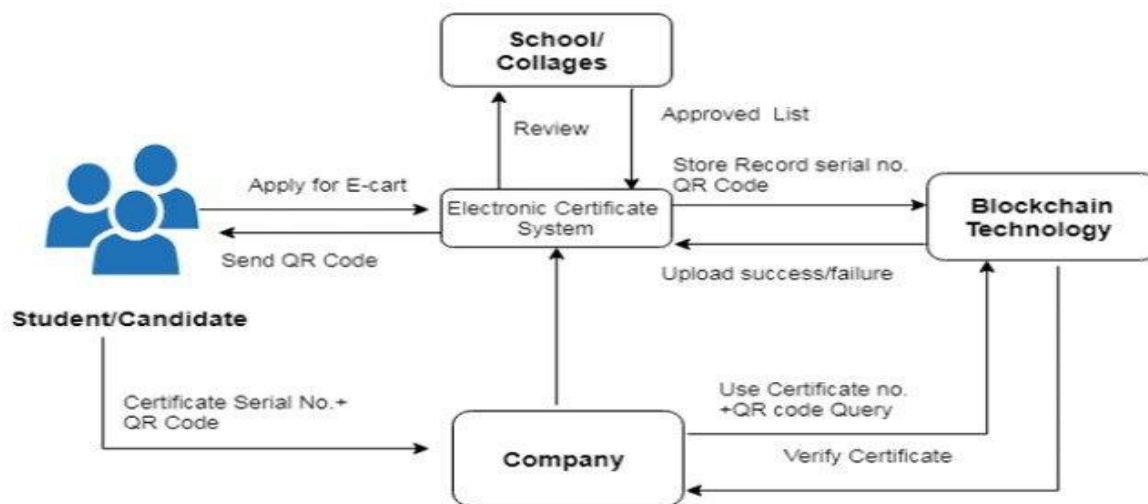 School/
Collages
Review
Approved List
Apply for E-cart
Store Record serial no.
QR Code
Electronic Certificate
System
Blockchain
Technology
Send QR Code
Upload success/failure
Student/Candidate
Certificate Serial No.+
QR Code
Use Certificate no.
+QR code Query
Company
Verify Certificate